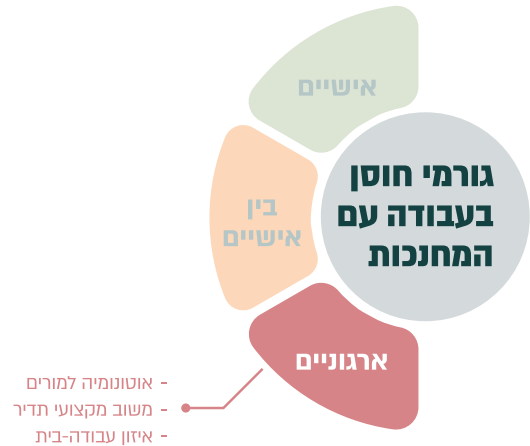 אישיים
גורמי חוסן
בעבודה עם
המחנכות
בין
אישיים
ארגוניים
- אוטונומיה למורים
- משוב מקצועי תדיר
- איזון עבודה-בית